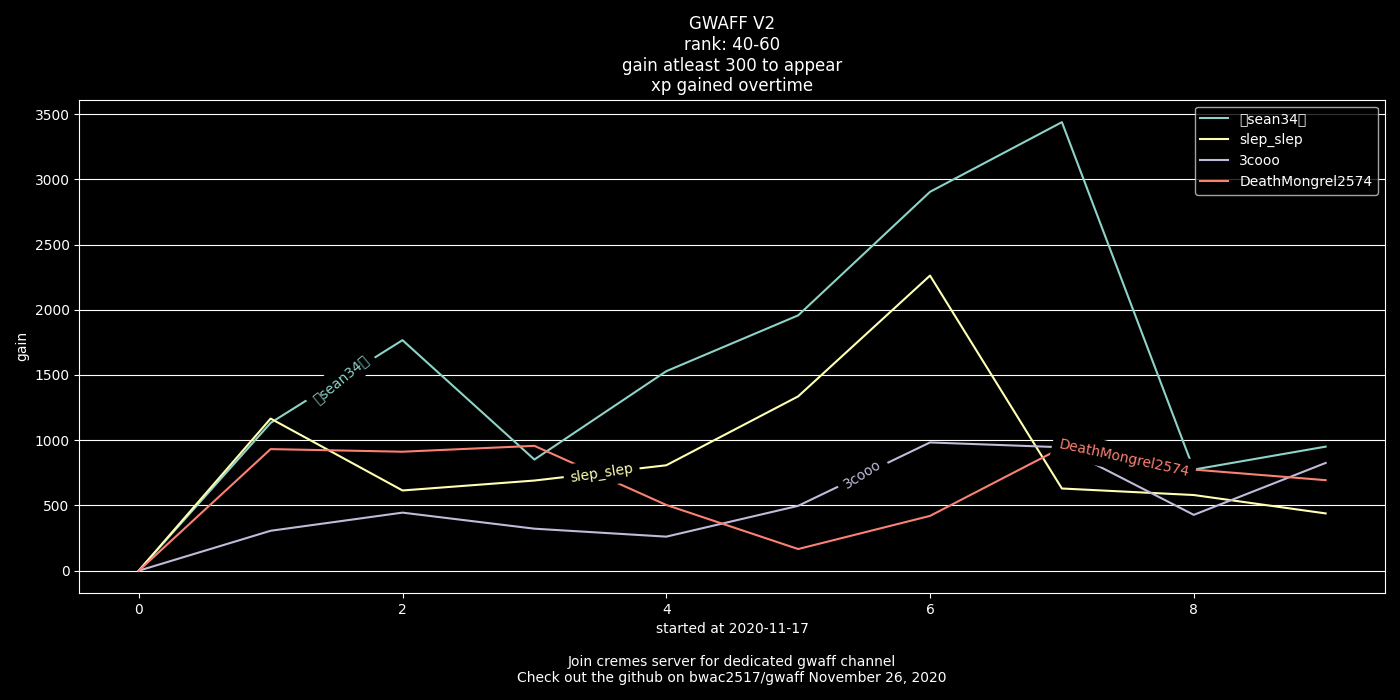 GWAFF V2
rank: 40-60
gain atleast 300 to appear
xp gained overtime
3500
3000
2500
2000
1500
1000
500
0
gain
sean34
slep_slep
3cooo
DeathMongrel2574
sean34
slep_slep
3cooo
DeathMongrel2574
0 2 4 6 8
started at 2020-11-17
Join cremes server for dedicated gwaff channel
Check out the github on bwac2517/gwaff November 26, 2020